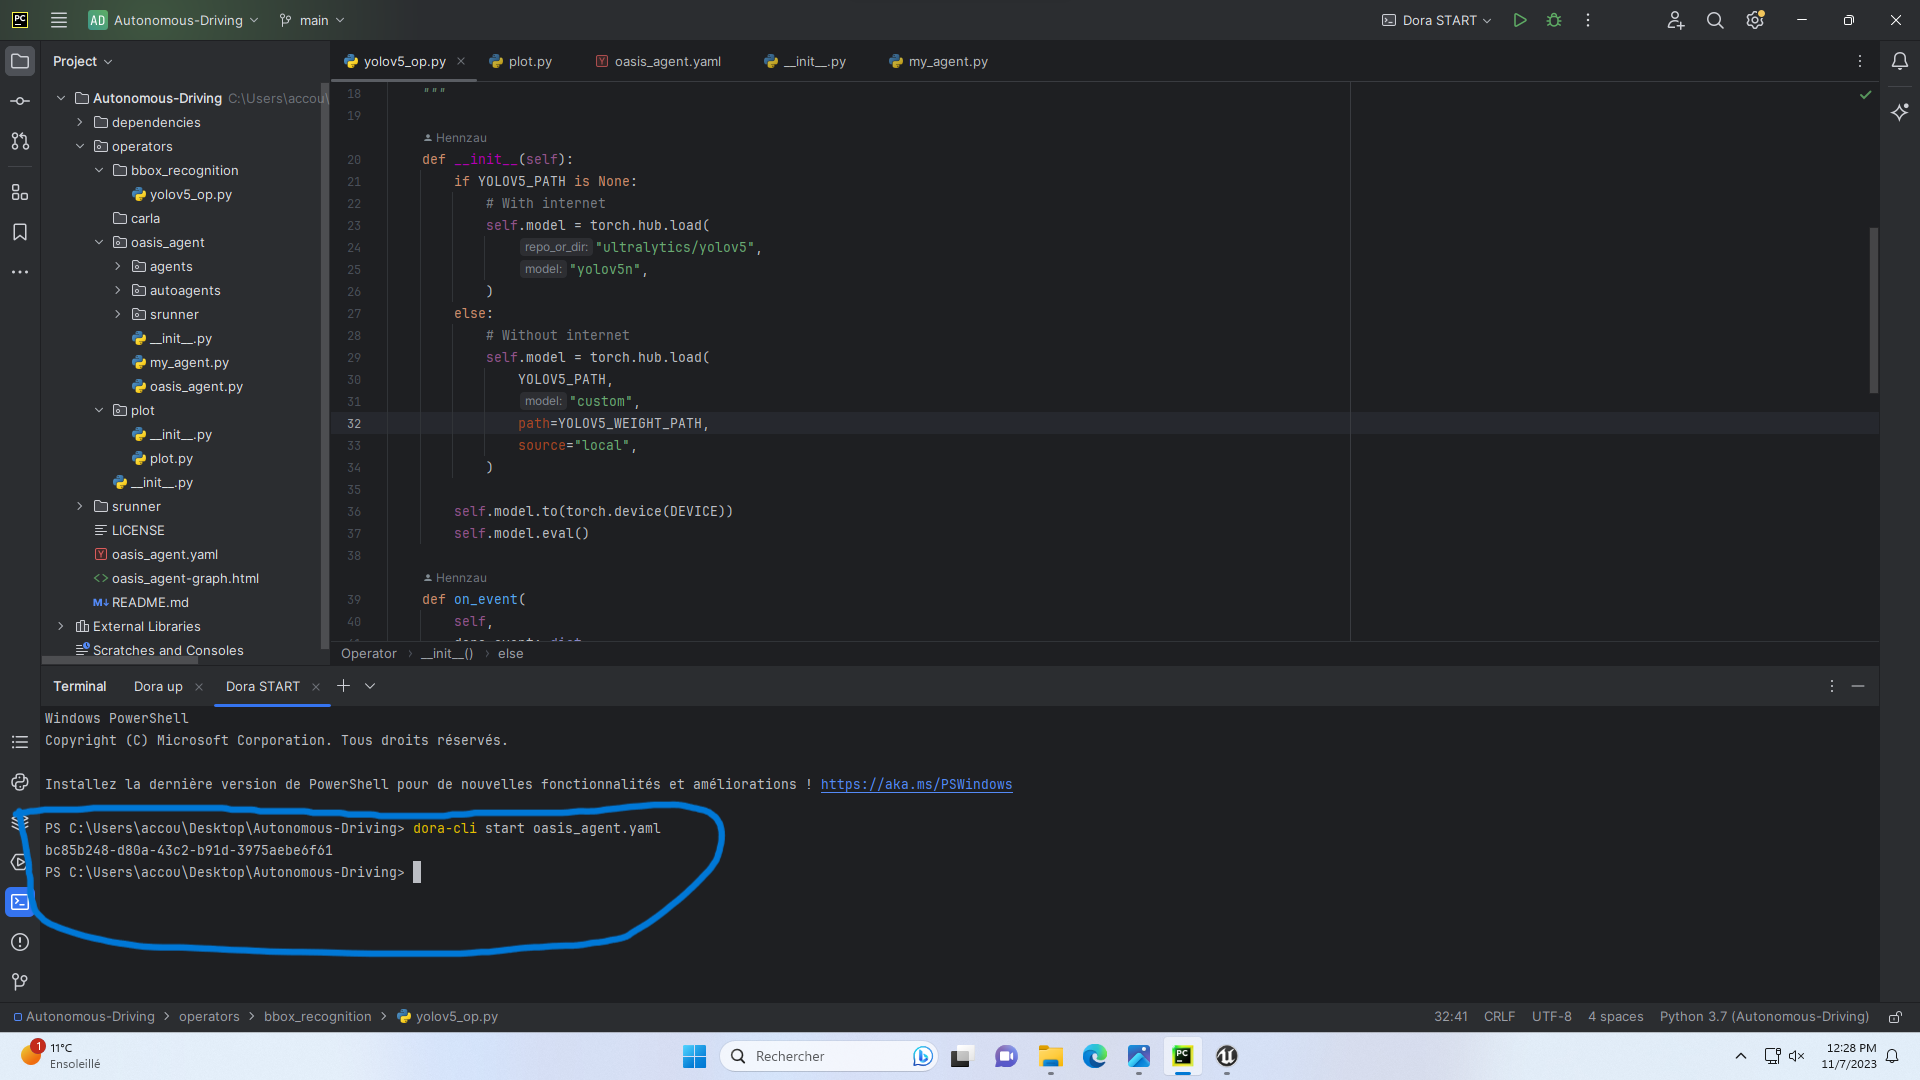 PC
AD Autonomous-Driving main
Dora START
Project
yolov5_op.py
plot.py
oasis_agent.yaml
__init__.py
my_agent.py
Autonomous-Driving C:\Users\accou\
dependencies
operators
bbox_recognition
yolov5_op.py
carla
oasis_agent
agents
autoagents
srunner
__init__.py
my_agent.py
oasis_agent.py
plot
__init__.py
plot.py
__init__.py
srunner
LICENSE
oasis_agent.yaml
oasis_agent-graph.html
README.md
External Libraries
Scratches and Consoles
18 """
19
Hennzau
20 def __init__(self):
21 if YOLOV5_PATH is None:
22 # With internet
23 self.model = torch.hub.load(
24 repo_or_dir: "ultralytics/yolov5",
25 model: "yolov5n",
26 )
27 else:
28 # Without internet
29 self.model = torch.hub.load(
30 YOLOV5_PATH,
31 model: "custom",
32 path=YOLOV5_WEIGHT_PATH,
33 source="local",
34 )
35
36 self.model.to(torch.device(DEVICE))
37 self.model.eval()
38
Hennzau
39 def on_event(
40 self,
Operator › __init__() › else
Terminal Dora up Dora START
Windows PowerShell
Copyright (C) Microsoft Corporation. Tous droits réservés.
Installez la dernière version de PowerShell pour de nouvelles fonctionnalités et améliorations ! https://aka.ms/PSWindows
PS C:\Users\accou\Desktop\Autonomous-Driving> dora-cli start oasis_agent.yaml
bc85b248-d80a-43c2-b91d-3975aebe6f61
PS C:\Users\accou\Desktop\Autonomous-Driving>
Autonomous-Driving > operators > bbox_recognition > yolov5_op.py
32:41 CRLF UTF-8 4 spaces Python 3.7 (Autonomous-Driving)
1
11°C
Ensoleillé
Rechercher
PC
12:28 PM
11/7/2023